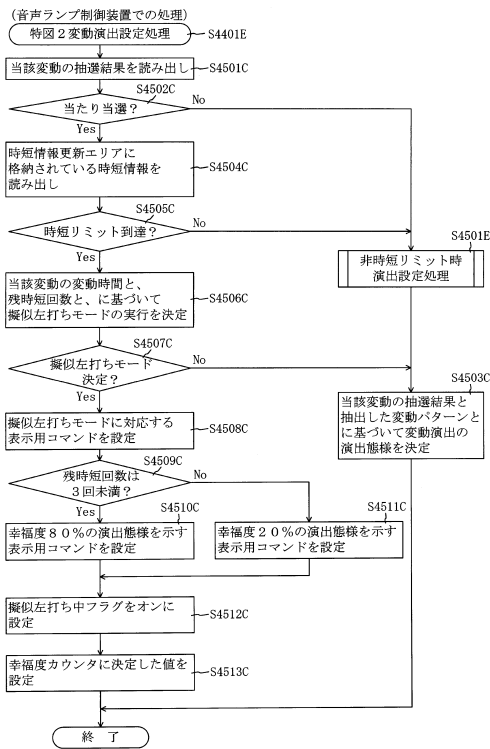 (音声ランプ制御装置での処理)
特図２変動演出設定処理
S4401E
当該変動の抽選結果を読み出し
S4501C
S4502C
当たり当選？
No
Yes
時短情報更新エリアに
格納されている時短情報を
読み出し
S4504C
S4505C
時短リミット到達？
No
Yes
S4501E
非時短リミット時
演出設定処理
当該変動の変動時間と、
残時短回数と、に基づいて
擬似左打ちモードの実行を決定
S4506C
S4507C
擬似左打ちモード
決定？
No
Yes
S4503C
当該変動の抽選結果と
抽出した変動パターンと
に基づいて変動演出の
演出態様を決定
擬似左打ちモードに対応する
表示用コマンドを設定
S4508C
S4509C
残時短回数は
３回未満？
No
Yes
S4510C
幸福度８０％の演出態様を示す
表示用コマンドを設定
S4511C
幸福度２０％の演出態様を示す
表示用コマンドを設定
擬似左打ち中フラグをオンに
設定
S4512C
幸福度カウンタに決定した値を
設定
S4513C
終 了